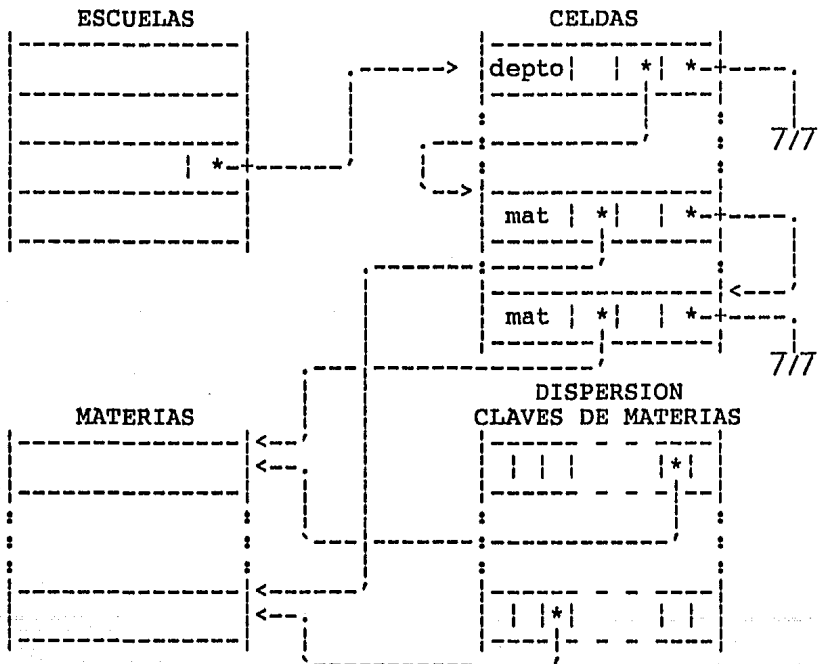 ESCUELAS
CELDAS
depto| | *| *
7/7
| *
mat | *| | *
mat | *| | *
7/7
DISPERSION
MATERIAS
CLAVES DE MATERIAS
| | | |*|
| |*| | |